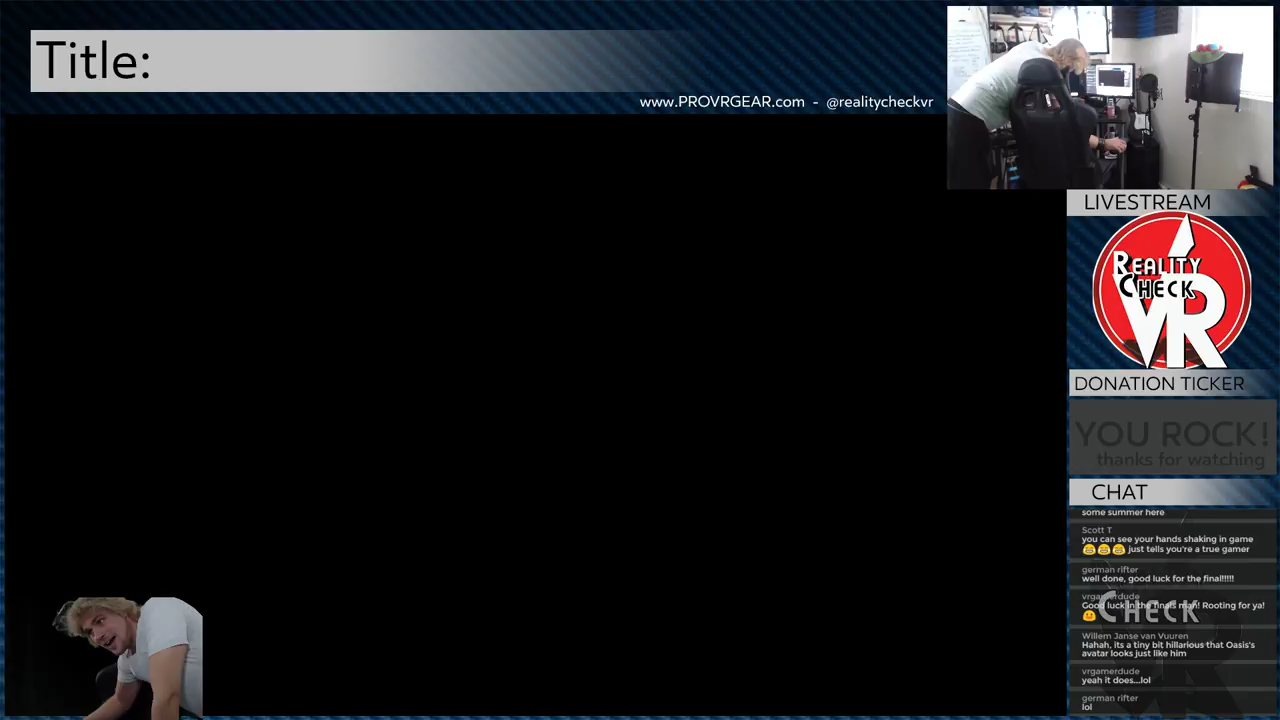 Title:
www.PROVRGEAR.com - @realitycheckvr
LIVESTREAM
REALITY
CHECK
VR
DONATION TICKER
YOU ROCK!
thanks for watching
CHAT
some summer here
Scott T
you can see your hands shaking in game
😂😂😂 just tells you're a true gamer
german rifter
well done, good luck for the final!!!!!
vrgamerdude
Good luck in the finals man! Rooting for ya!
🙂
CHECK
Willem Janse van Vuuren
Hahah, its a tiny bit hillarious that Oasis's
avatar looks just like him
vrgamerdude
yeah it does...lol
german rifter
lol